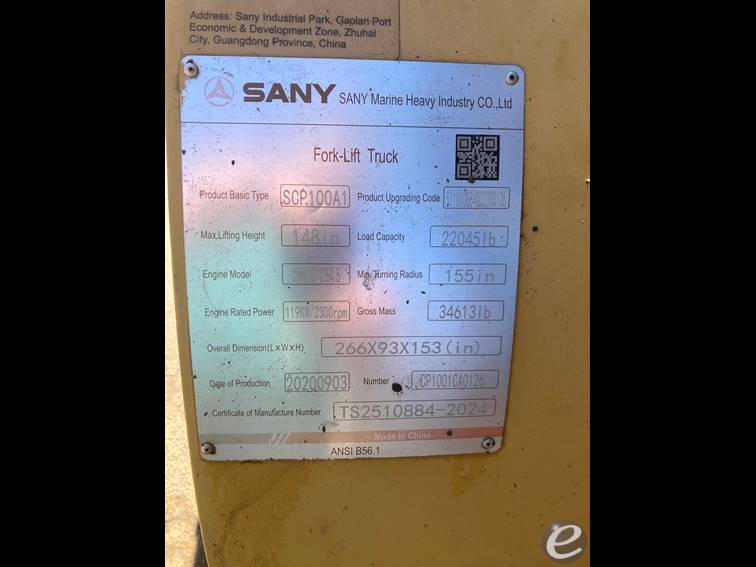 Address: Sany Industrial Park, Gaolan Port
Economic & Development Zone, Zhuhai
City, Guangdong Province, China
SANY SANY Marine Heavy Industry CO.,Ltd
Fork-Lift Truck
Product Basic Type SCP100A1 Product Upgrading Code
Max,Lifting Height 148in Load Capacity 22045lb
Engine Model Min,Turning Radius 155in
Engine Rated Power 119KW/2300rpm Gross Mass 34613lb
Overall Dimension(L×W×H) 266X93X153(in)
Date of Production 20200903 Number CP1001CA0126
Certificate of Manufacture Number TS2510884-2024
Made in China
ANSI B56.1
e